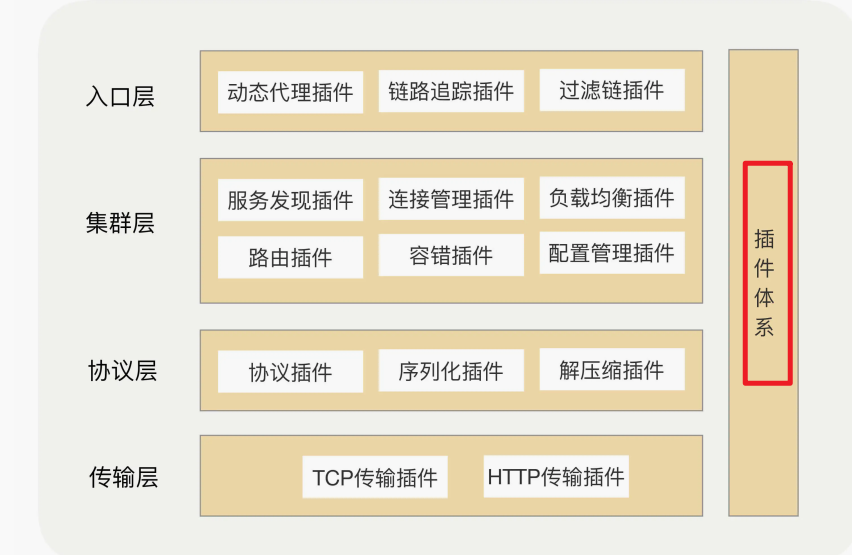 入口层
动态代理插件
链路追踪插件
过滤链插件
集群层
服务发现插件
连接管理插件
负载均衡插件
路由插件
容错插件
配置管理插件
协议层
协议插件
序列化插件
解压缩插件
传输层
TCP传输插件
HTTP传输插件
插件体系